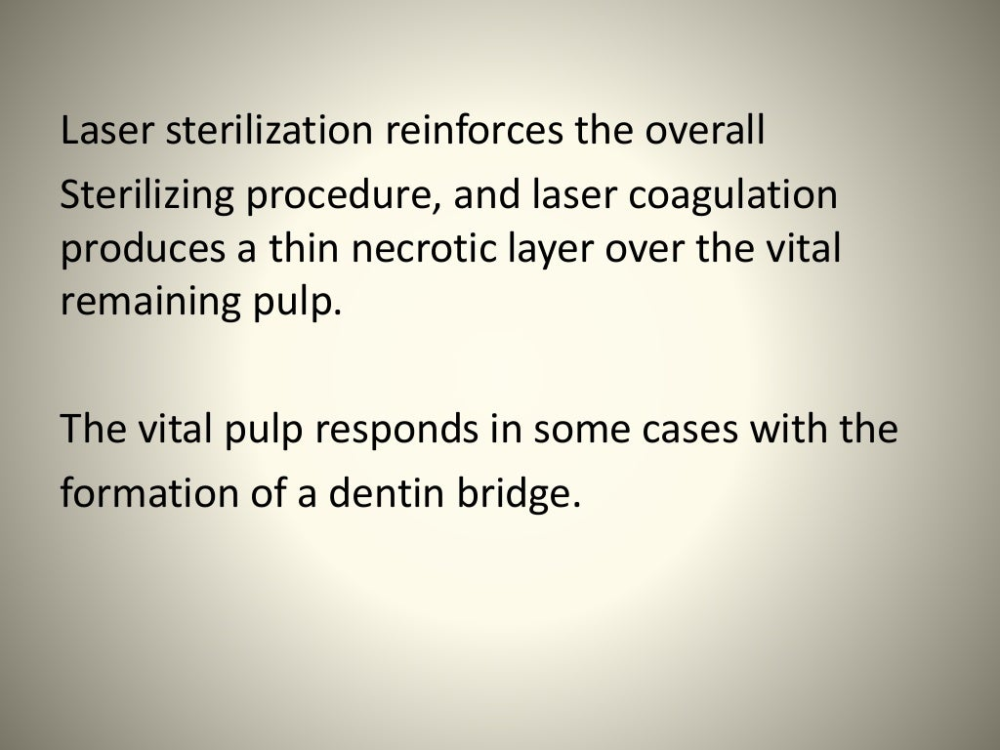 Laser sterilization reinforces the overall
Sterilizing procedure, and laser coagulation
produces a thin necrotic layer over the vital
remaining pulp.
The vital pulp responds in some cases with the
formation of a dentin bridge.